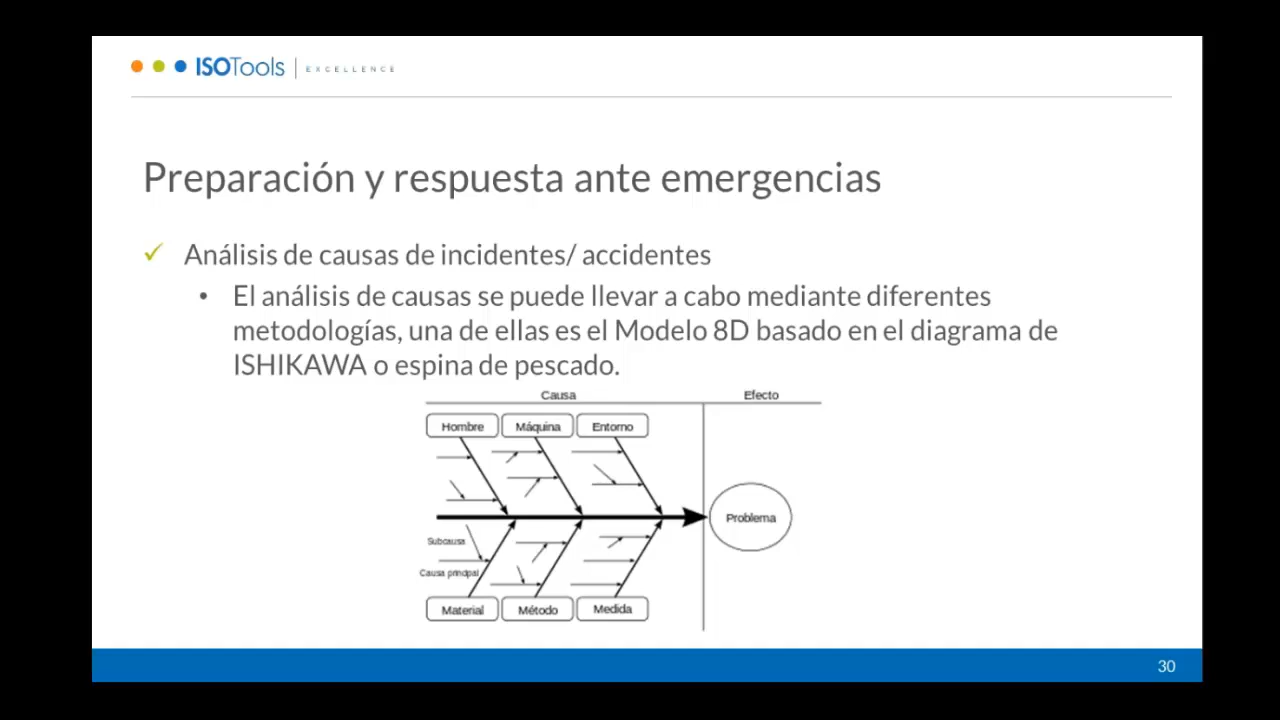 ISOTools | EXCELLENCE
Preparación y respuesta ante emergencias
✓ Análisis de causas de incidentes/ accidentes
• El análisis de causas se puede llevar a cabo mediante diferentes
metodologías, una de ellas es el Modelo 8D basado en el diagrama de
ISHIKAWA o espina de pescado.
Causa Efecto
Hombre Máquina Entorno
Problema
Subcausa
Causa principal
Material Método Medida
30